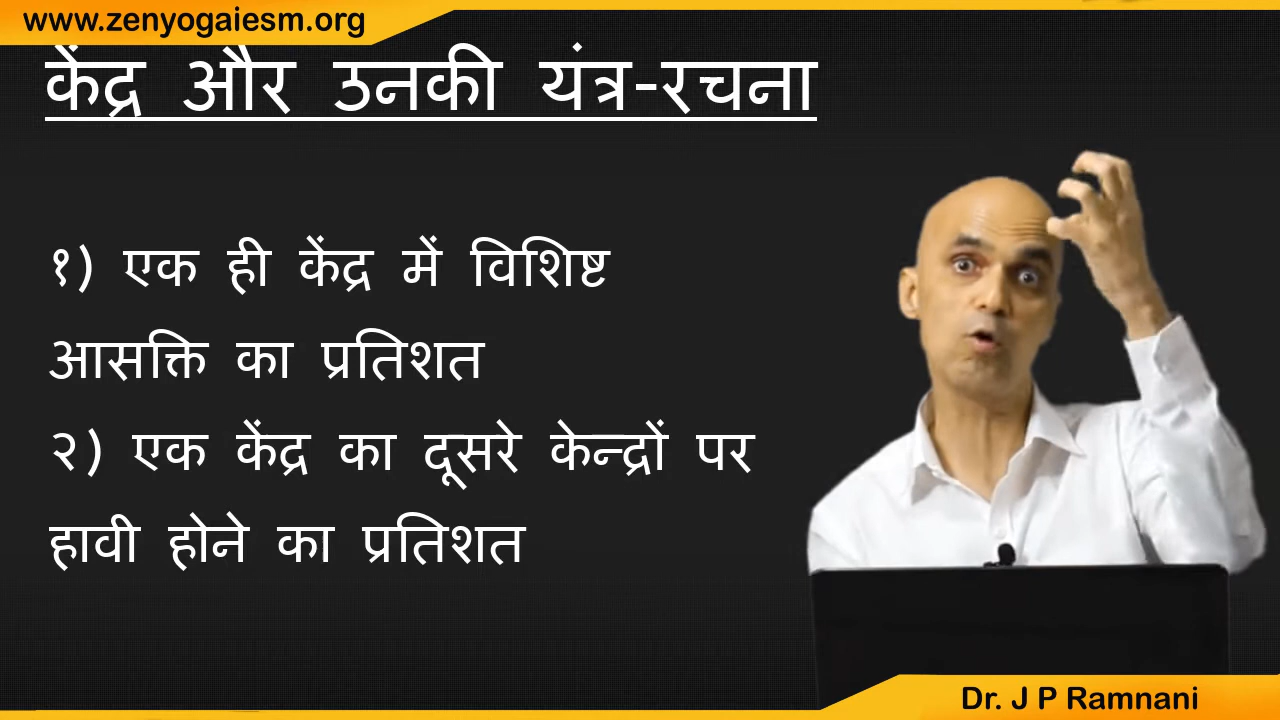 www.zenyogaiesm.org
केंद्र और उनकी यंत्र-रचना
१) एक ही केंद्र में विशिष्ट
आसक्ति का प्रतिशत
२) एक केंद्र का दूसरे केन्द्रों पर
हावी होने का प्रतिशत
Dr. J P Ramnani